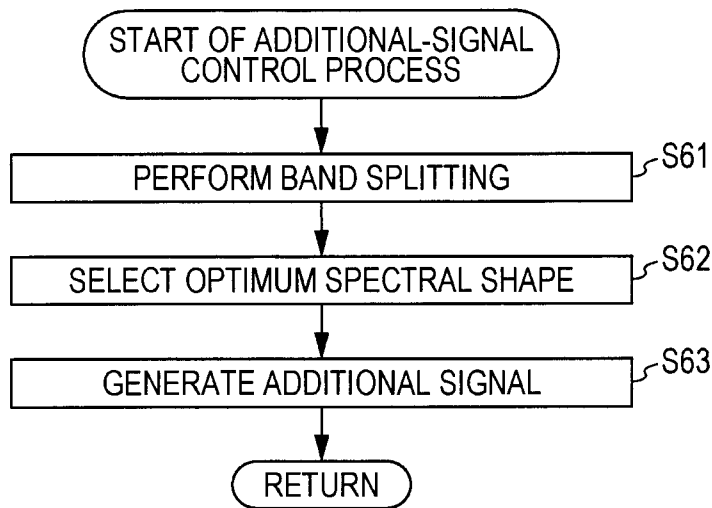 START OF ADDITIONAL-SIGNAL
CONTROL PROCESS
PERFORM BAND SPLITTING
S61
SELECT OPTIMUM SPECTRAL SHAPE
S62
GENERATE ADDITIONAL SIGNAL
S63
RETURN